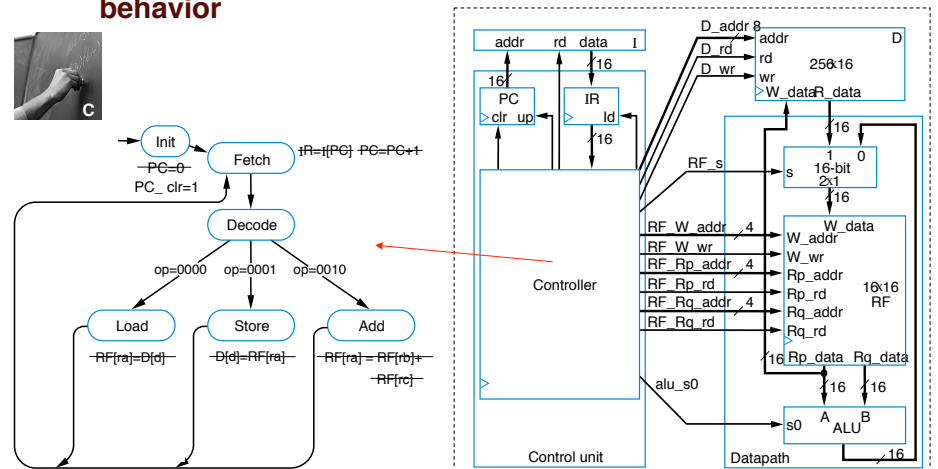 behavior
C
Init
PC=0
PC_ clr=1
Fetch
IR=I[PC] PC=PC+1
Decode
op=0000 op=0001 op=0010
Load Store Add
RF[ra]=D[d] D[d]=RF[ra] RF[ra] = RF[rb]+
RF[rc]
addr rd data I
16 16
PC IR
clr up ld
16
Controller
Control unit
D_addr 8
D_rd
D_wr
RF_s
RF_W_addr 4
RF_W_wr
RF_Rp_addr 4
RF_Rp_rd
RF_Rq_addr 4
RF_Rq_rd
alu_s0
addr D
rd 256x16
wr
W_data R_data
16
1 0
s 16-bit
2x1
16
W_data
W_addr
W_wr
Rp_addr
Rp_rd 16x16
Rq_addr RF
Rq_rd
Rp_data Rq_data
16 16 16
A B
s0 ALU
16
Datapath